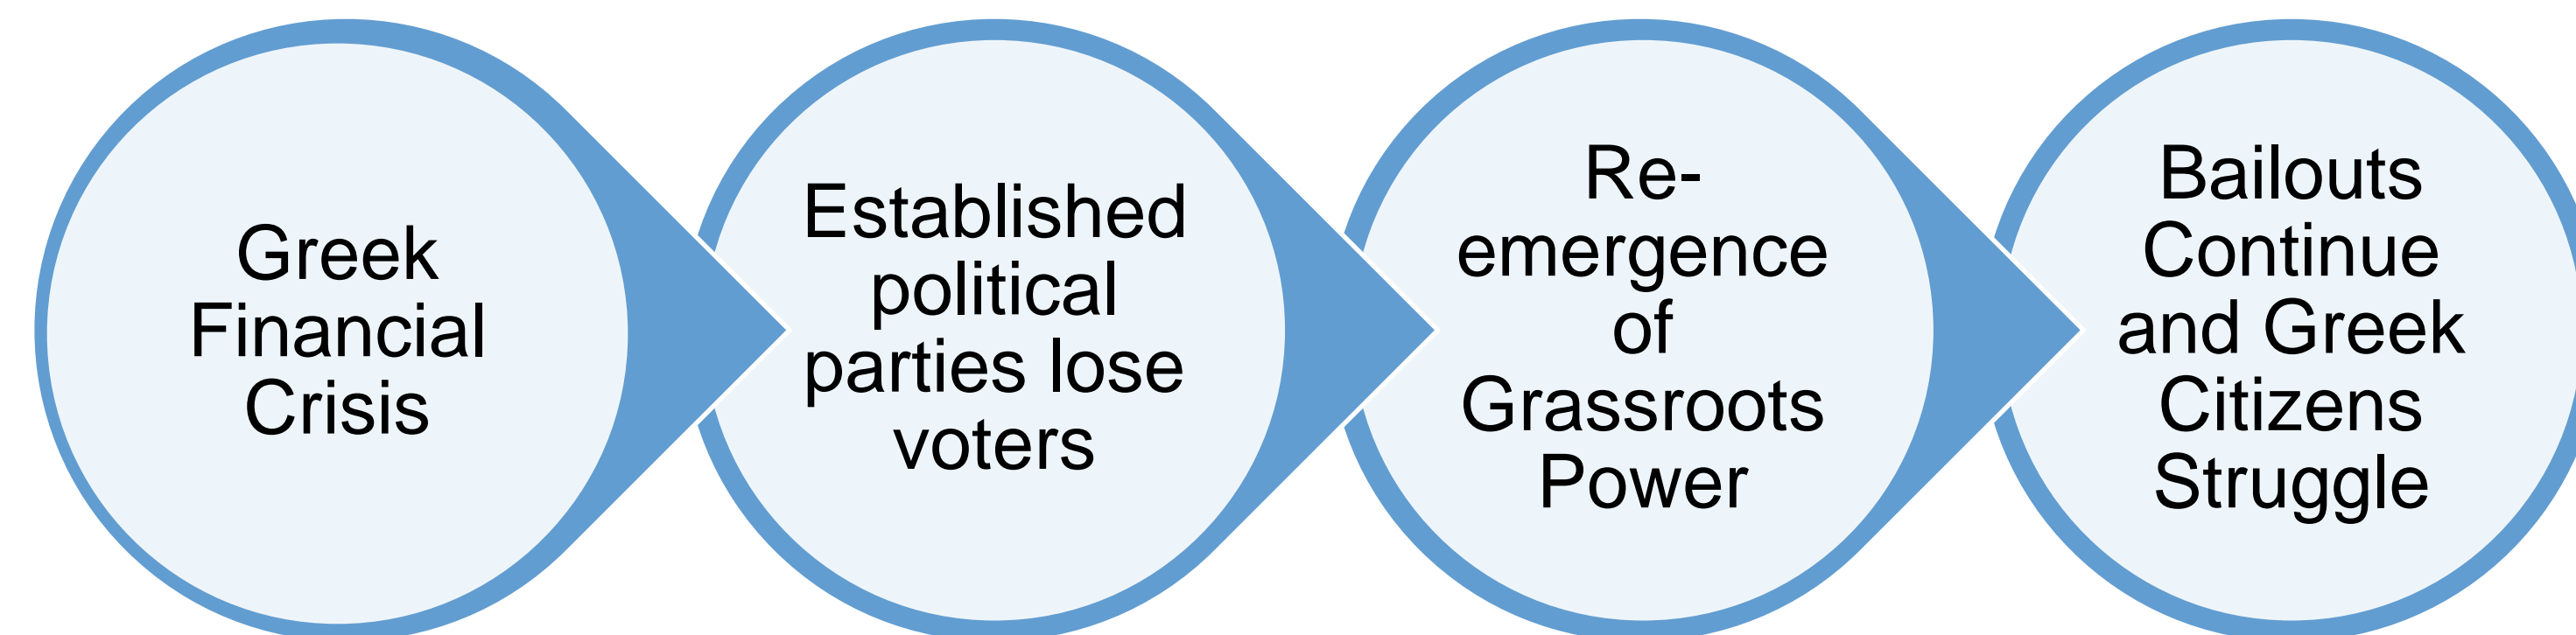 Greek
Financial
Crisis
Established
political
parties lose
voters
Re-
emergence
of
Grassroots
Power
Bailouts
Continue
and Greek
Citizens
Struggle